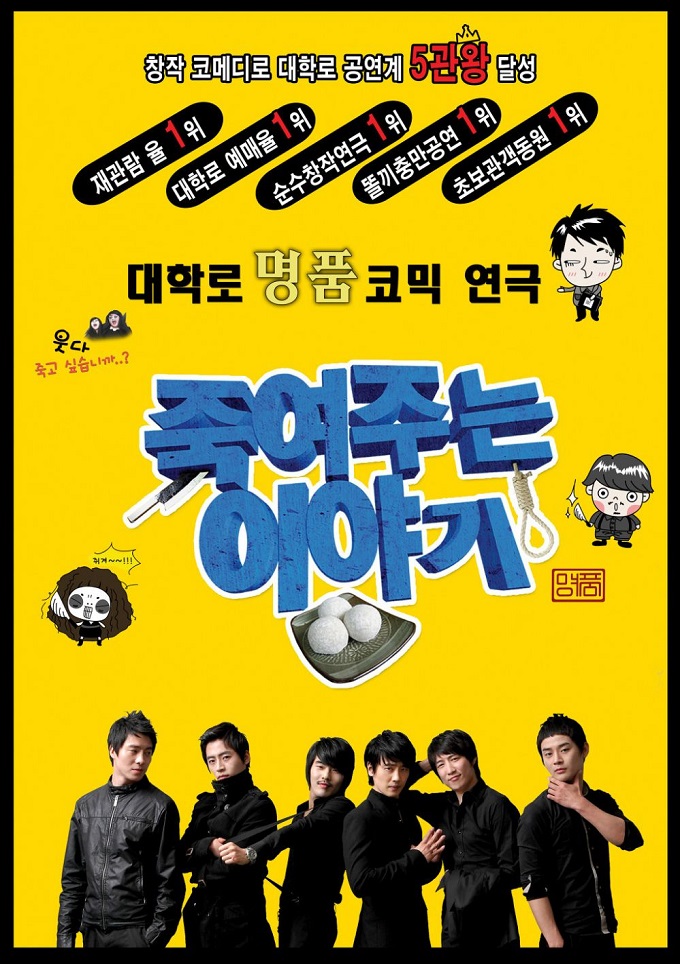 창작 코메디로 대학로 공연계 5관왕 달성
재관람 율 1위
대학로 예매율 1위
순수창작연극 1위
똘끼충만공연 1위
초보관객동원 1위
대학로 명품 코믹 연극
웃다
죽고 싶습니까..?
죽여주는
이야기
쥐겨~~!!!
명품